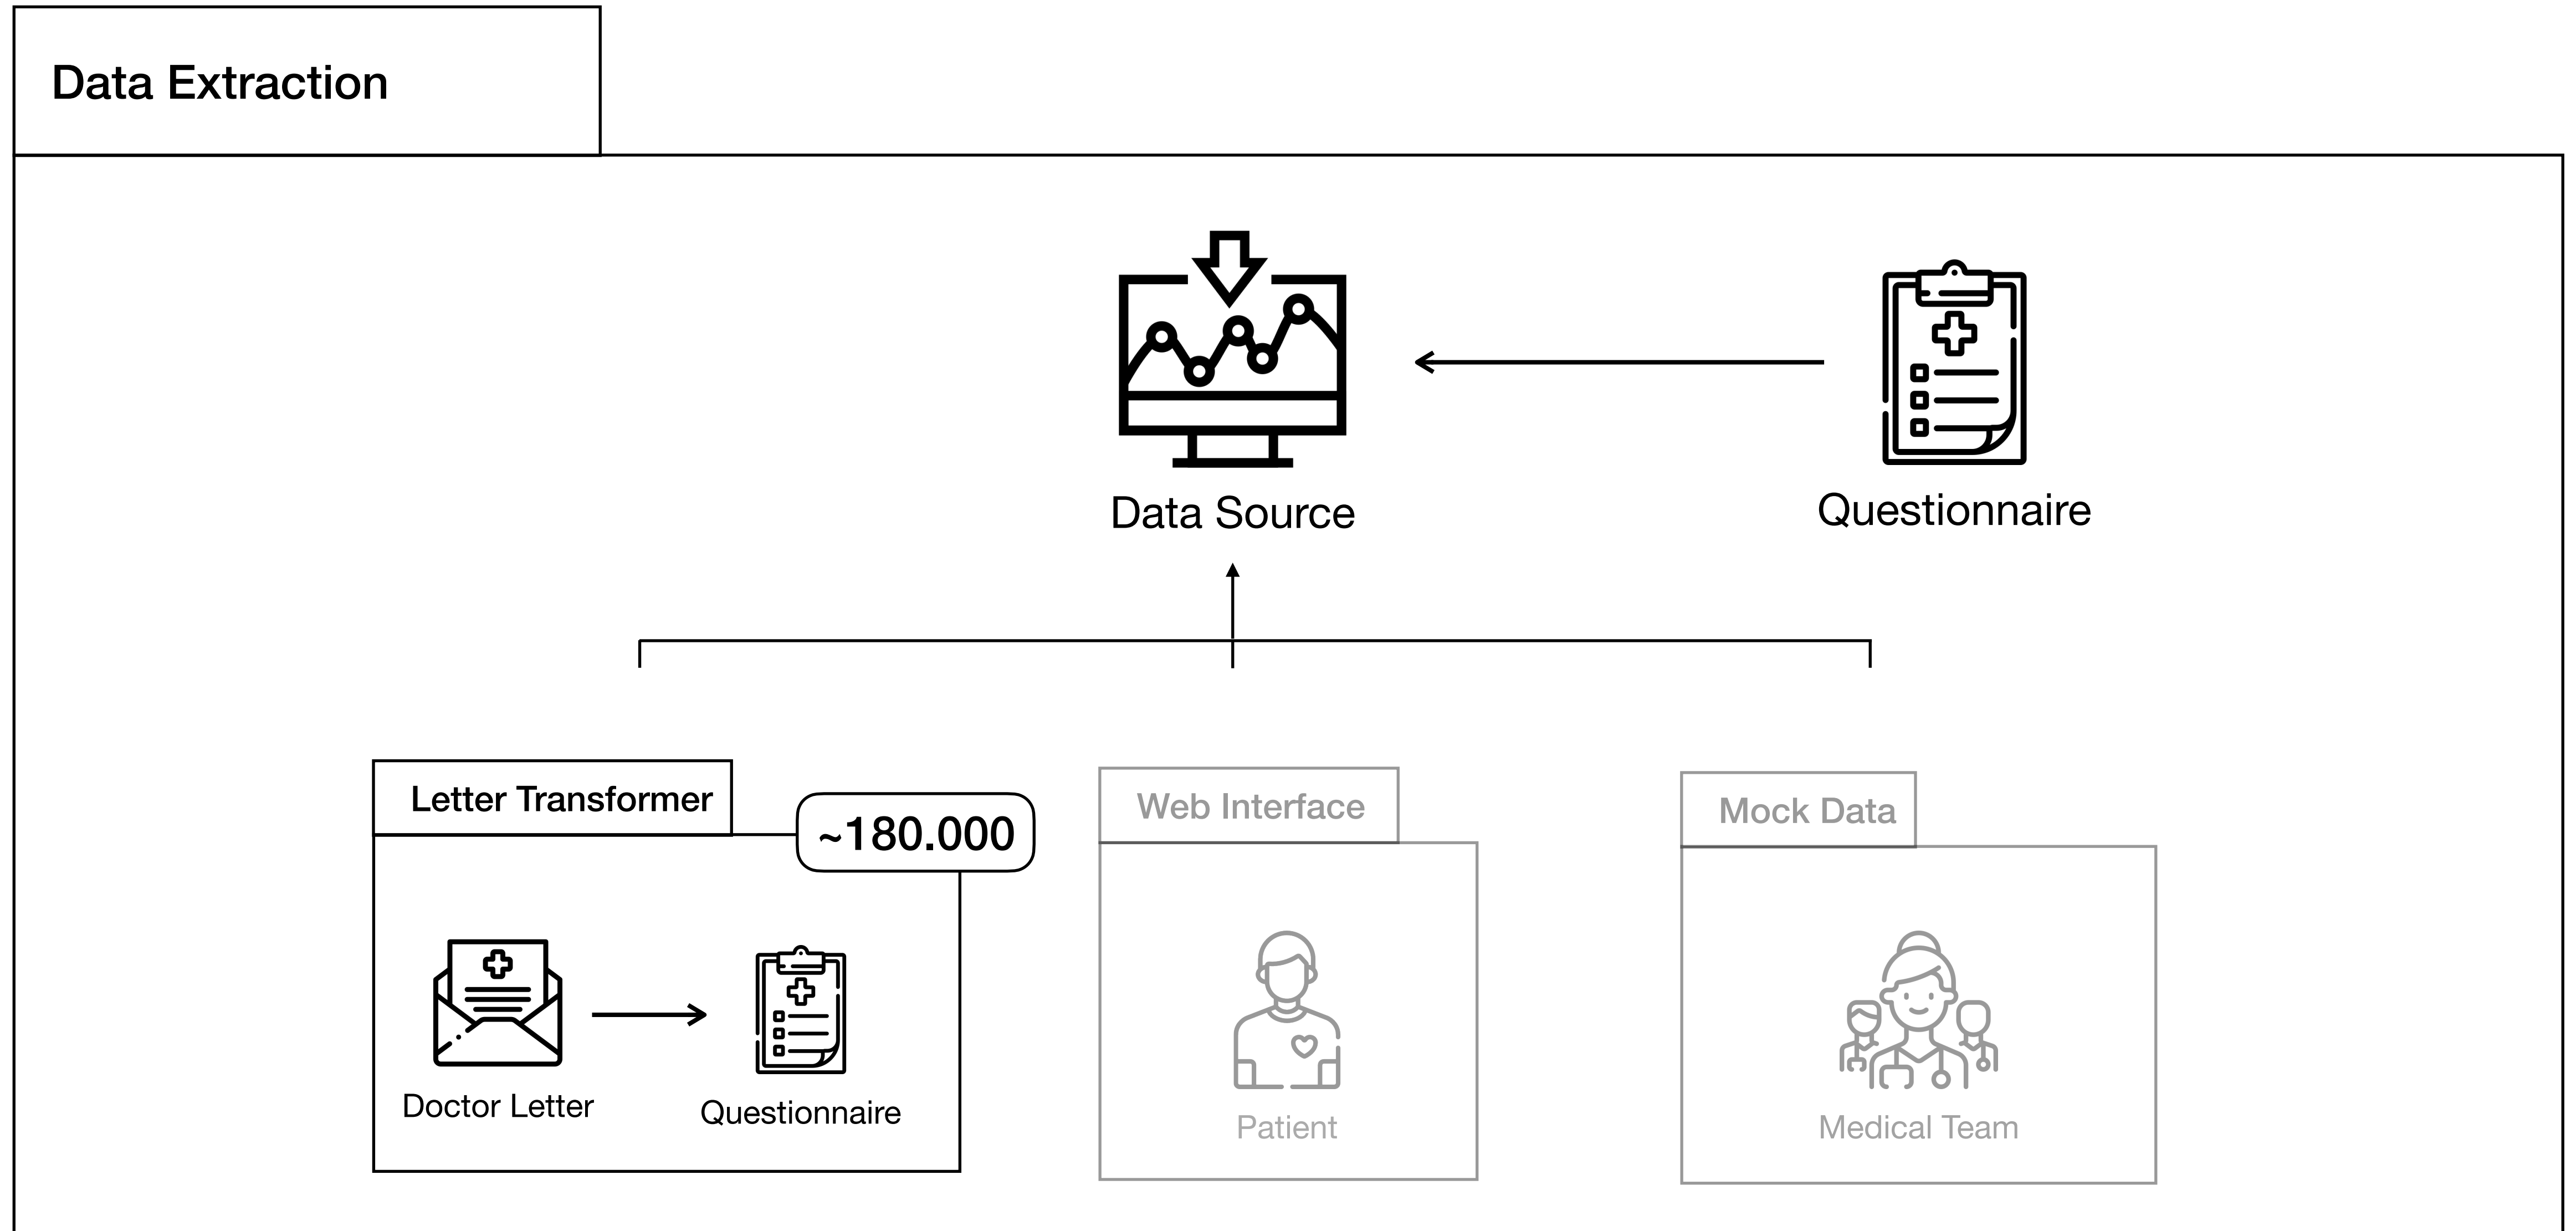 Data Extraction
Data Source
Questionnaire
Letter Transformer
~180.000
Doctor Letter
Questionnaire
Web Interface
Patient
Mock Data
Medical Team